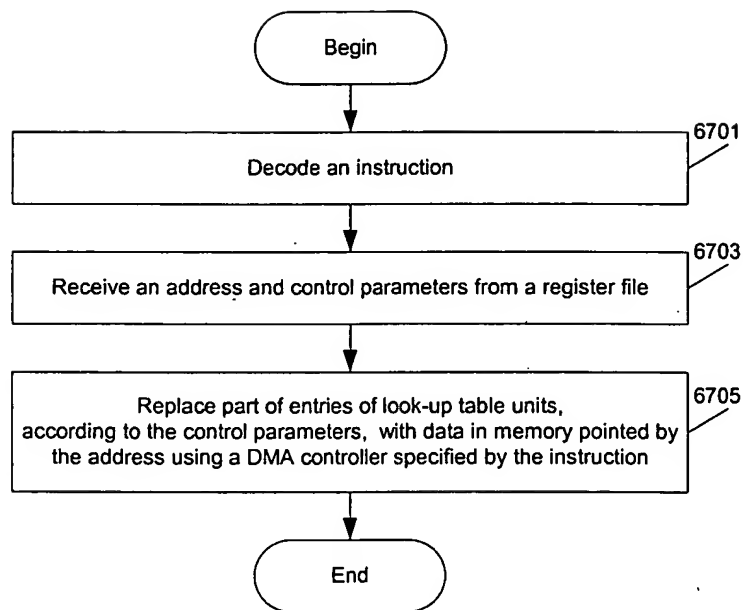 Begin
6701
Decode an instruction
6703
Receive an address and control parameters from a register file
6705
Replace part of entries of look-up table units,
according to the control parameters, with data in memory pointed by
the address using a DMA controller specified by the instruction
End